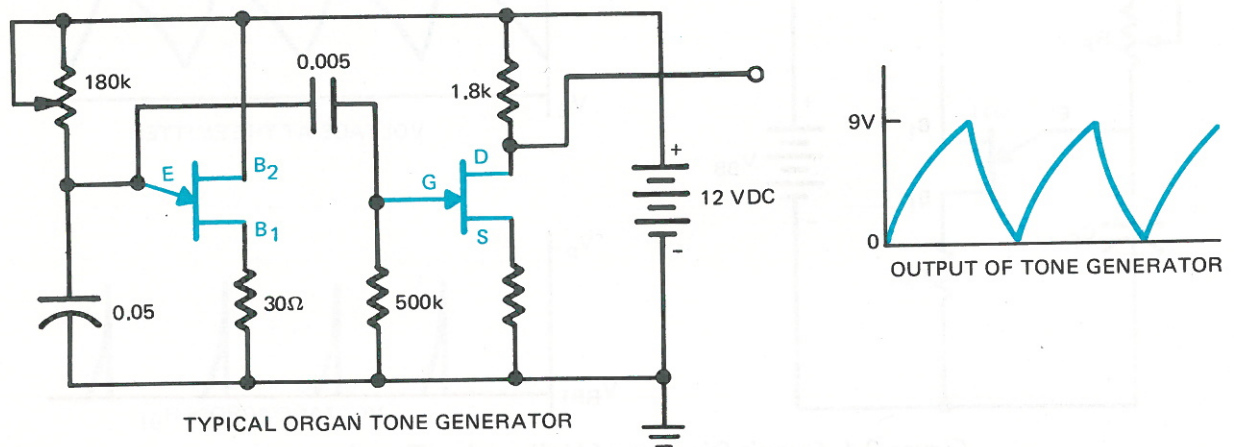 180k
0.005
1.8k
E
B2
B1
G
D
S
+
12 VDC
-
0.05
30Ω
500k
TYPICAL ORGAN TONE GENERATOR
9V
0
OUTPUT OF TONE GENERATOR